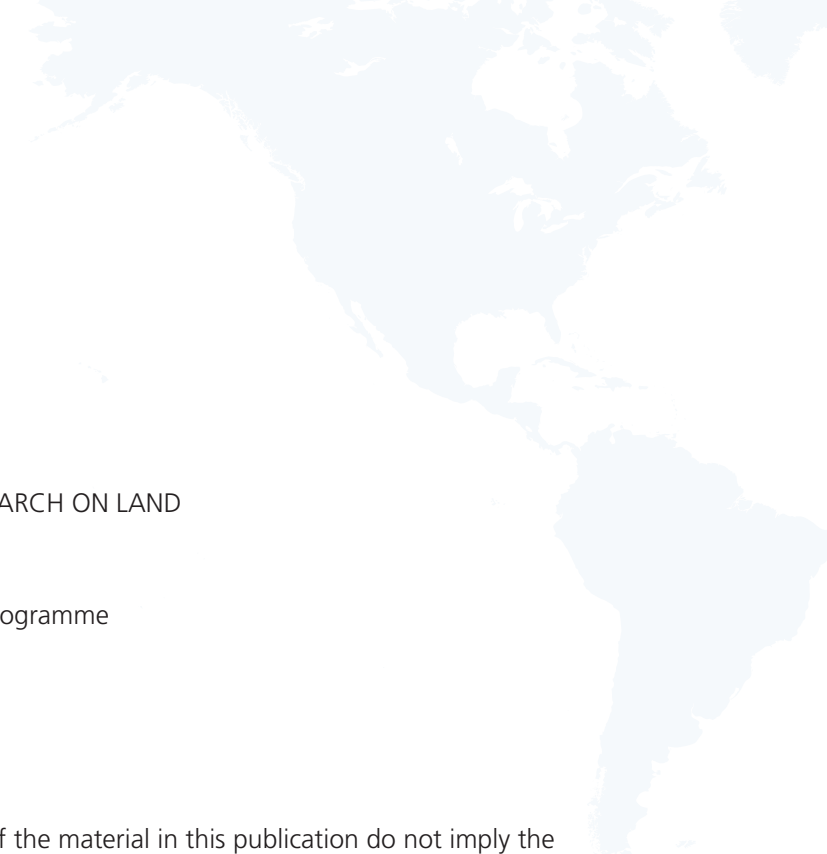 ARCH ON LAND
ogramme
f the material in this publication do not imply the